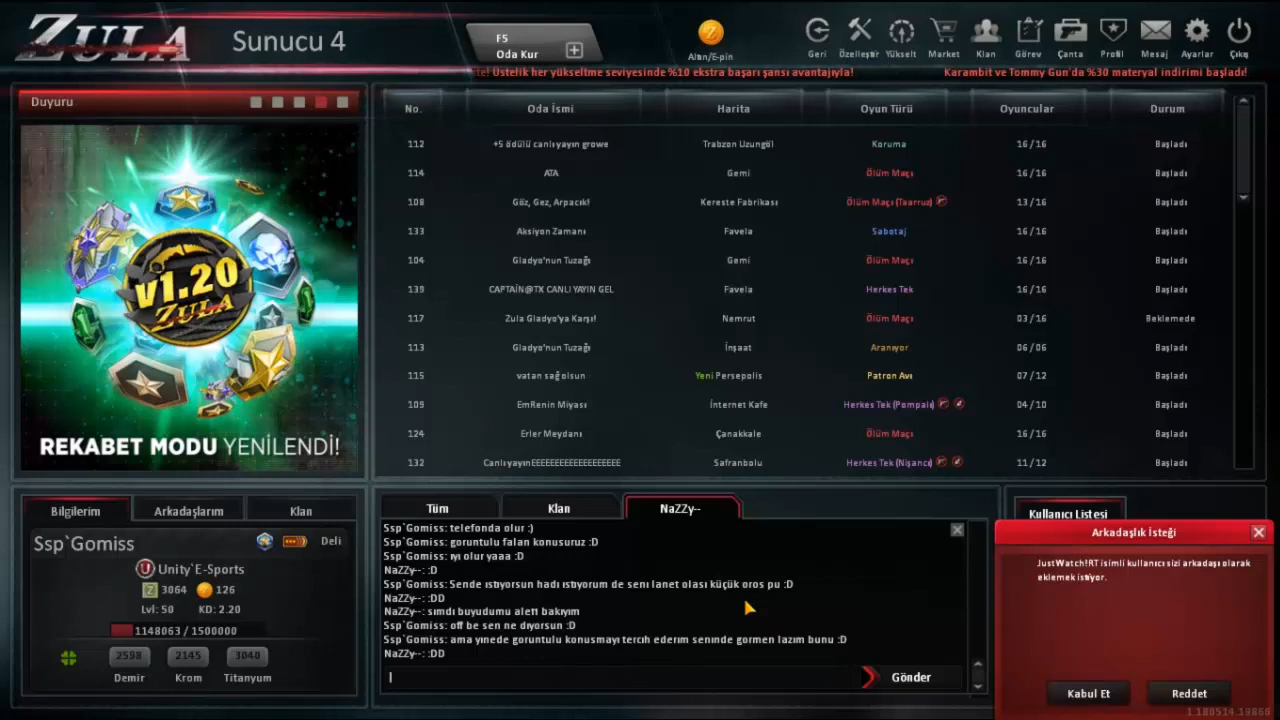 ZULA
Sunucu 4
F5
Oda Kur
Altın/E-pin
Geri Özelleştir Yükselt Market Klan Görev Çanta Profil Mesaj Ayarlar Çıkış
te! Üstelik her yükseltme seviyesinde %10 ekstra başarı şansı avantajıyla! Karambit ve Tommy Gun'da %30 materyal indirimi başladı!
Duyuru
v1.20
ZULA
REKABET MODU YENİLENDİ!
No. Oda İsmi Harita Oyun Türü Oyuncular Durum
112 +5 ödülü canlı yayın growe Trabzon Uzungöl Koruma 16/16 Başladı
114 ATA Gemi Ölüm Maçı 16/16 Başladı
108 Göz, Gez, Arpacık! Kereste Fabrikası Ölüm Maçı (Taarruz) 13/16 Başladı
133 Aksiyon Zamanı Favela Sabotaj 16/16 Başladı
104 Gladyo'nun Tuzağı Gemi Ölüm Maçı 16/16 Başladı
139 CAPTAİN@TK CANLI YAYIN GEL Favela Herkes Tek 16/16 Başladı
117 Zula Gladyo'ya Karşı! Nemrut Ölüm Maçı 03/16 Beklemede
113 Gladyo'nun Tuzağı İnşaat Aranıyor 06/06 Başladı
115 vatan sağolsun Yeni Persepolis Patron Avı 07/12 Başladı
109 EmRenin Miyası İnternet Kafe Herkes Tek (Pompalı) 04/10 Başladı
124 Erler Meydanı Çanakkale Ölüm Maçı 16/16 Başladı
132 Canlı yayınEEEEEEEEEEEEEEEEEEE Safranbolu Herkes Tek (Nişancı) 11/12 Başladı
Bilgilerim Arkadaşlarım Klan
Ssp`Gomiss Deli
Unity`E-Sports
3064 126
Lvl: 50 KD: 2.20
1148063 / 1500000
2598 2145 3040
Demir Krom Titanyum
Tüm Klan NaZZy--
Ssp`Gomiss: telefonda olur :)
Ssp`Gomiss: goruntulu falan konusuruz :D
Ssp`Gomiss: ıyı olur yaaa :D
NaZZy--: :D
Ssp`Gomiss: Sende ıstıyorsun hadı ıstıyorum de senı lanet olası küçük oros pu :D
NaZZy--: :DD
NaZZy--: sımdı buyudumu aletı bakıyım
Ssp`Gomiss: off be sen ne dıyorsun :D
Ssp`Gomiss: ama yınede goruntulu konusmayı tercıh ederım senınde gormen lazım bunu :D
NaZZy--: :DD
Gönder
Kullanıcı Listesi
Arkadaşlık İsteği
JustWatch!RT isimli kullanıcı sizi arkadaşı olarak
eklemek istiyor.
Kabul Et Reddet
1.180514.19866